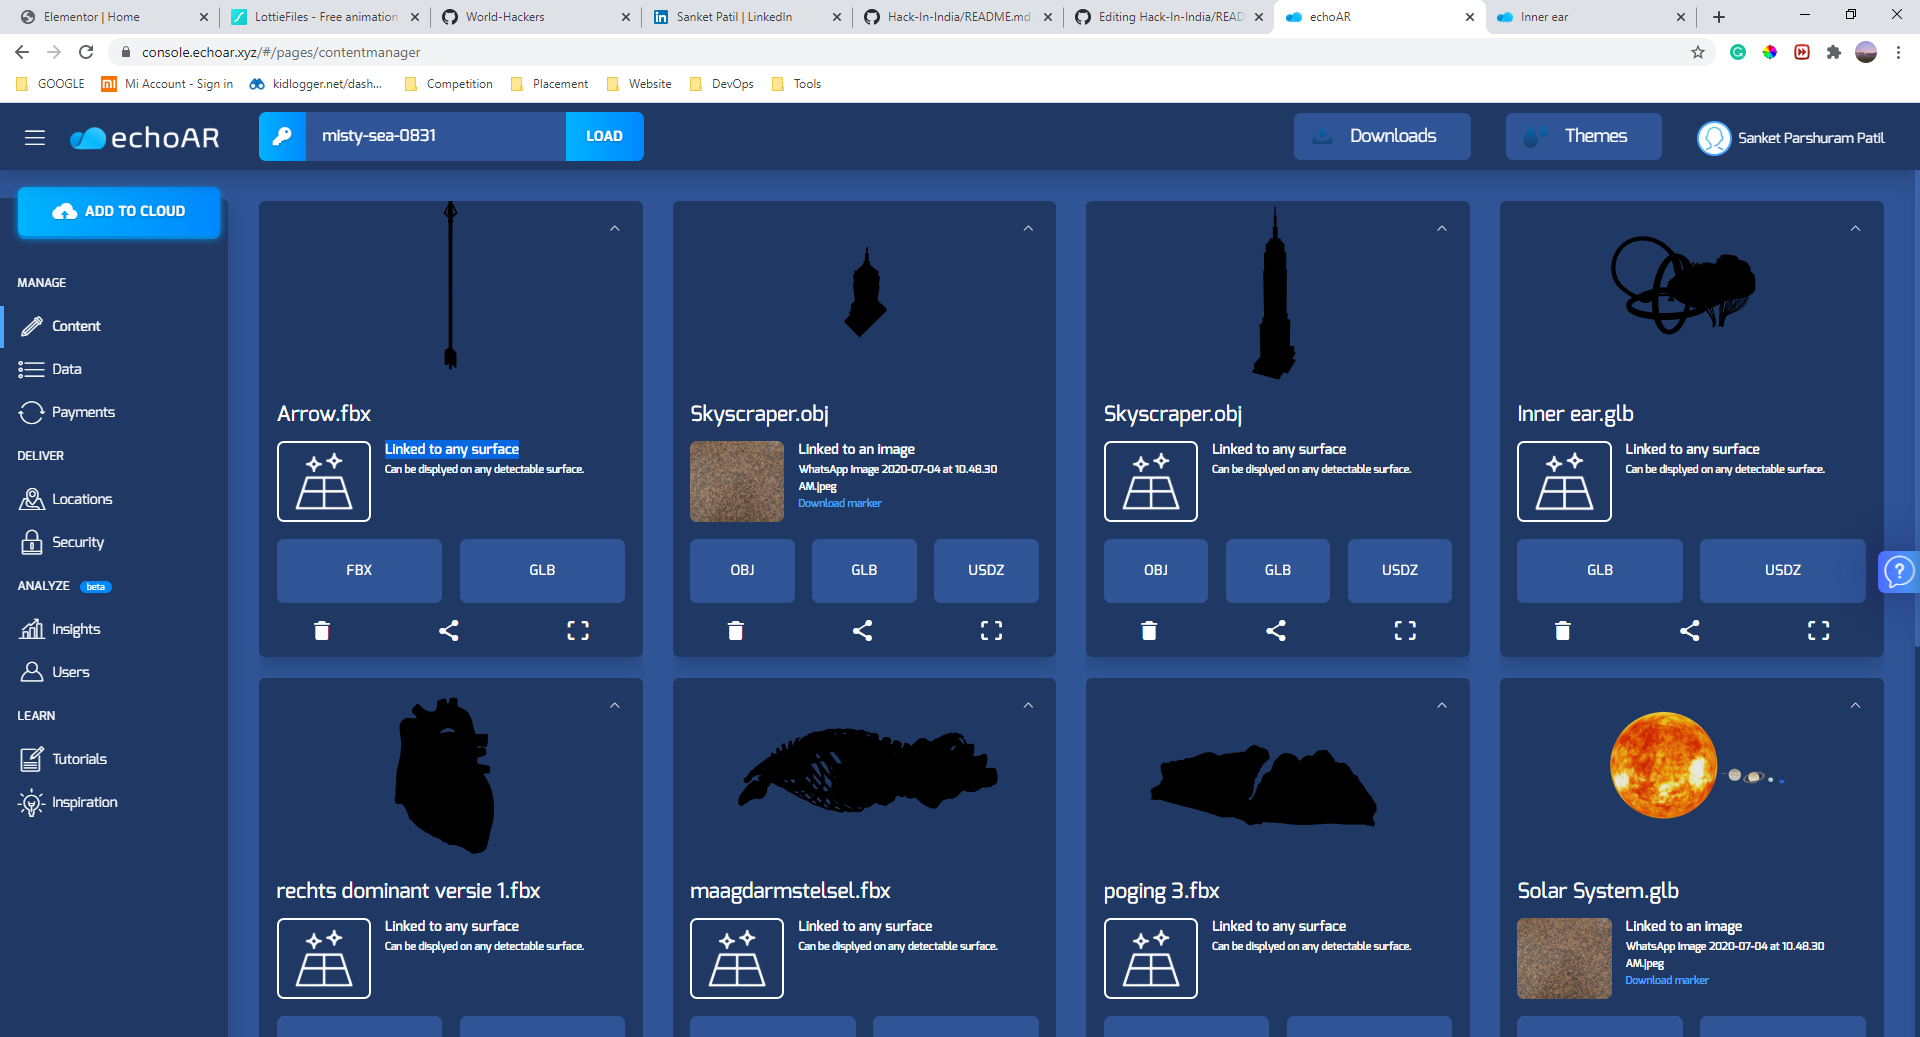 Elementor | Home
LottieFiles - Free animation
World-Hackers
Sanket Patil | LinkedIn
Hack-In-India/README.md
Editing Hack-In-India/READ
echoAR
Inner ear
console.echoar.xyz/#/pages/contentmanager
GOOGLE
Mi Account - Sign in
kidlogger.net/dash...
Competition
Placement
Website
DevOps
Tools
echoAR
misty-sea-0831
LOAD
Downloads
Themes
Sanket Parshuram Patil
ADD TO CLOUD
MANAGE
Content
Data
Payments
DELIVER
Locations
Security
ANALYZE beta
Insights
Users
LEARN
Tutorials
Inspiration
Arrow.fbx
Linked to any surface
Can be displyed on any detectable surface.
FBX
GLB
Skyscraper.obj
Linked to an image
WhatsApp Image 2020-07-04 at 10.48.30
AM.jpeg
Download marker
OBJ
GLB
USDZ
Skyscraper.obj
Linked to any surface
Can be displyed on any detectable surface.
OBJ
GLB
USDZ
Inner ear.glb
Linked to any surface
Can be displyed on any detectable surface.
GLB
USDZ
rechts dominant versie 1.fbx
Linked to any surface
Can be displyed on any detectable surface.
maagdarmstelsel.fbx
Linked to any surface
Can be displyed on any detectable surface.
poging 3.fbx
Linked to any surface
Can be displyed on any detectable surface.
Solar System.glb
Linked to an image
WhatsApp Image 2020-07-04 at 10.48.30
AM.jpeg
Download marker